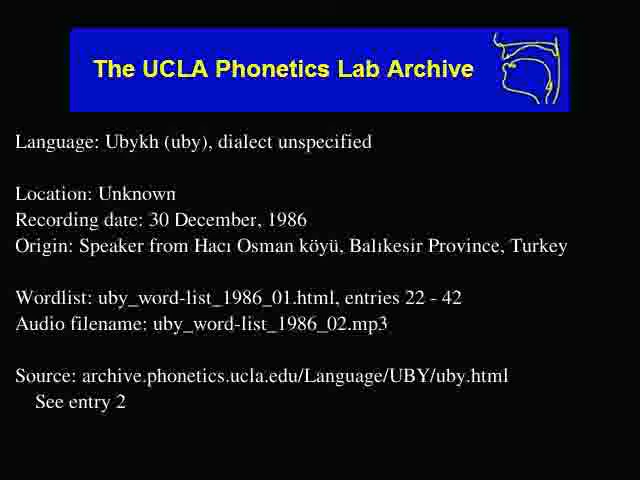 The UCLA Phonetics Lab Archive
Language: Ubykh (uby), dialect unspecified
Location: Unknown
Recording date: 30 December, 1986
Origin: Speaker from Hacı Osman köyü, Balıkesir Province, Turkey
Wordlist: uby_word-list_1986_01.html, entries 22 - 42
Audio filename: uby_word-list_1986_02.mp3
Source: archive.phonetics.ucla.edu/Language/UBY/uby.html
See entry 2